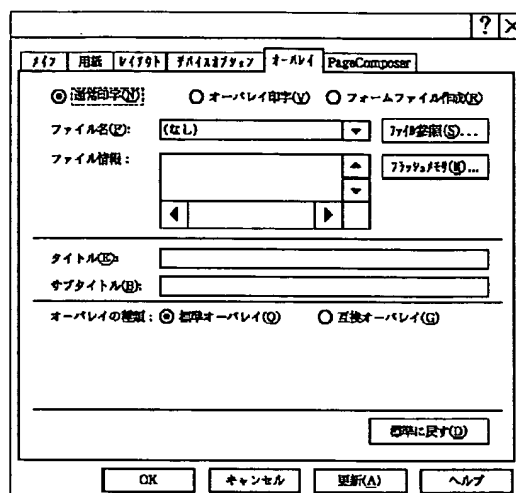 ? ×
メイン 用紙 レイアウト デバイスオプション オーバレイ PageComposer
通常印字(N) オーバレイ印字(V) フォームファイル作成(R)
ファイル名(F): (なし) ファイル参照(S)...
ファイル情報: フラッシュメモリ(M)...
タイトル(E):
サブタイトル(B):
オーバレイの種類: 標準オーバレイ(O) 互換オーバレイ(G)
標準に戻す(D)
OK キャンセル 更新(A) ヘルプ